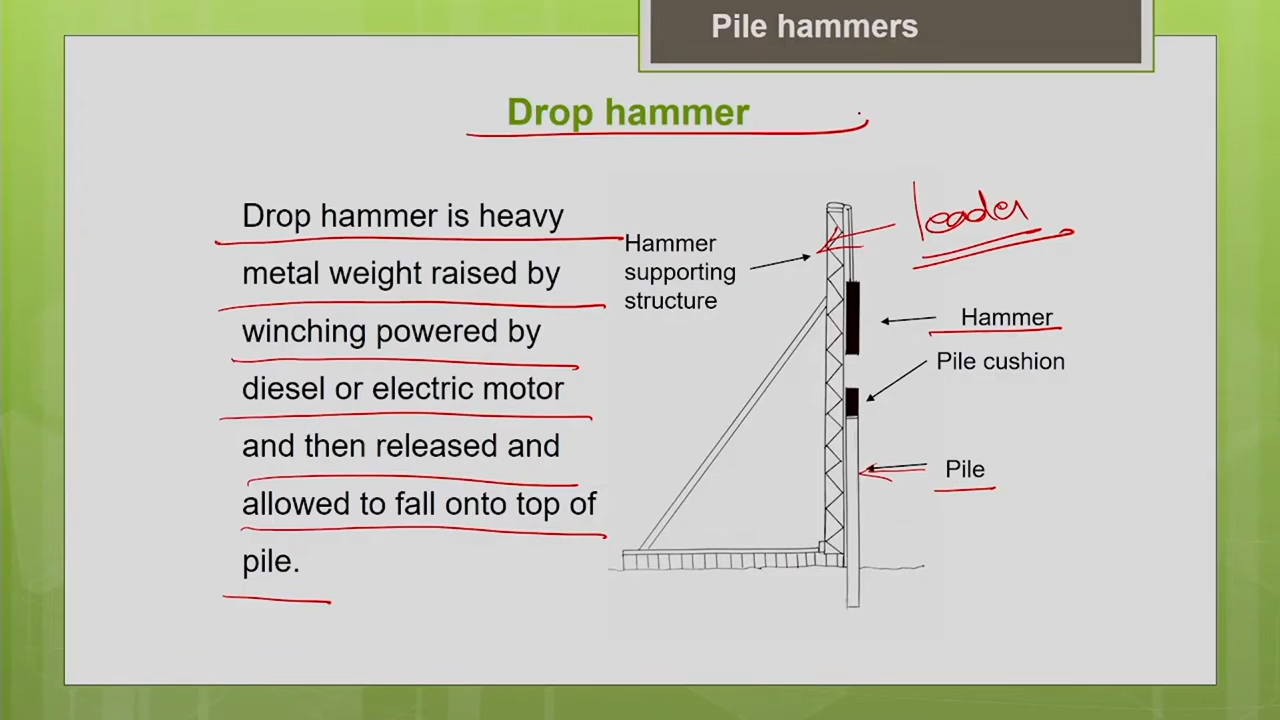 Pile hammers
Drop hammer
Drop hammer is heavy
metal weight raised by
winching powered by
diesel or electric motor
and then released and
allowed to fall onto top of
pile.
Hammer
supporting
structure
leader
Hammer
Pile cushion
Pile